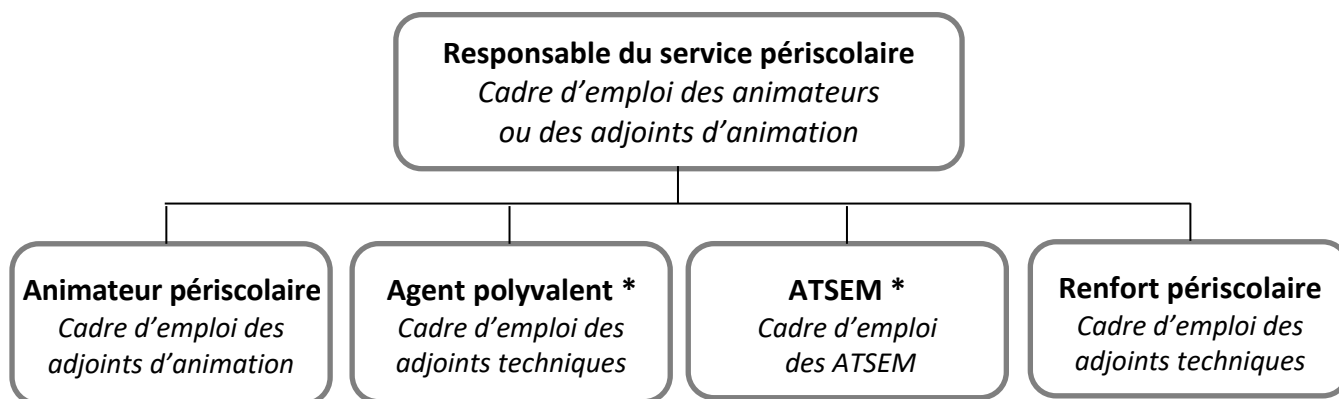 Responsable du service périscolaire
Cadre d’emploi des animateurs
ou des adjoints d’animation
Animateur périscolaire
Cadre d’emploi des
adjoints d’animation
Agent polyvalent *
Cadre d’emploi des
adjoints techniques
ATSEM *
Cadre d’emploi
des ATSEM
Renfort périscolaire
Cadre d’emploi des
adjoints techniques